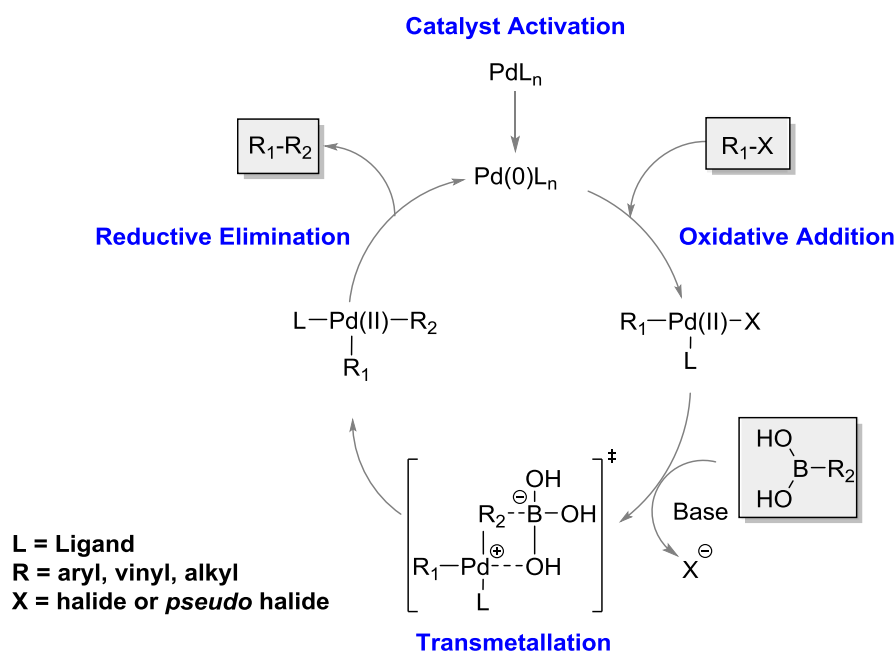 Catalyst Activation
PdLn
R1-R2
R1-X
Pd(0)Ln
Reductive Elimination
Oxidative Addition
L-Pd(II)-R2
R1
R1-Pd(II)-X
L
HO
B-R2
HO
Base
X⊖
‡
OH
⊖
R2--B-OH
⊕
R1-Pd---OH
L
L = Ligand
R = aryl, vinyl, alkyl
X = halide or pseudo halide
Transmetallation